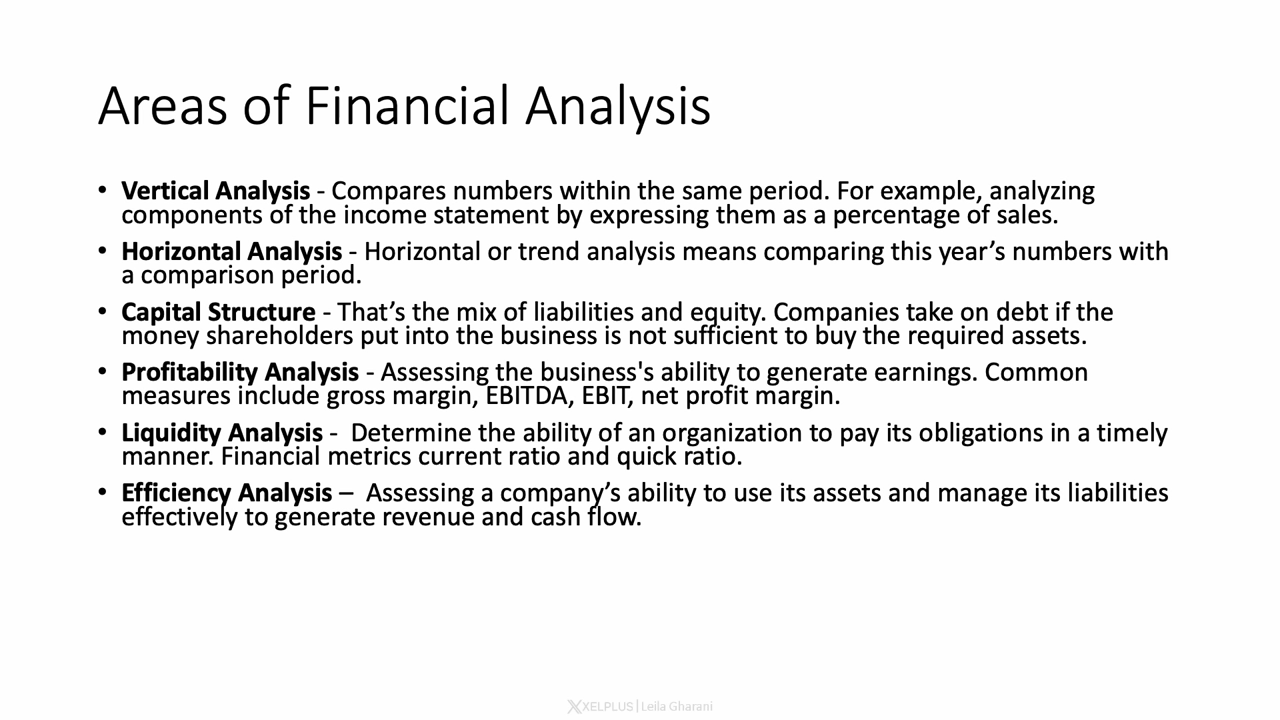 Areas of Financial Analysis
• Vertical Analysis - Compares numbers within the same period. For example, analyzing
components of the income statement by expressing them as a percentage of sales.
• Horizontal Analysis - Horizontal or trend analysis means comparing this year’s numbers with
a comparison period.
• Capital Structure - That’s the mix of liabilities and equity. Companies take on debt if the
money shareholders put into the business is not sufficient to buy the required assets.
• Profitability Analysis - Assessing the business's ability to generate earnings. Common
measures include gross margin, EBITDA, EBIT, net profit margin.
• Liquidity Analysis -  Determine the ability of an organization to pay its obligations in a timely
manner. Financial metrics current ratio and quick ratio.
• Efficiency Analysis –  Assessing a company’s ability to use its assets and manage its liabilities
effectively to generate revenue and cash flow.
XELPLUS | Leila Gharani